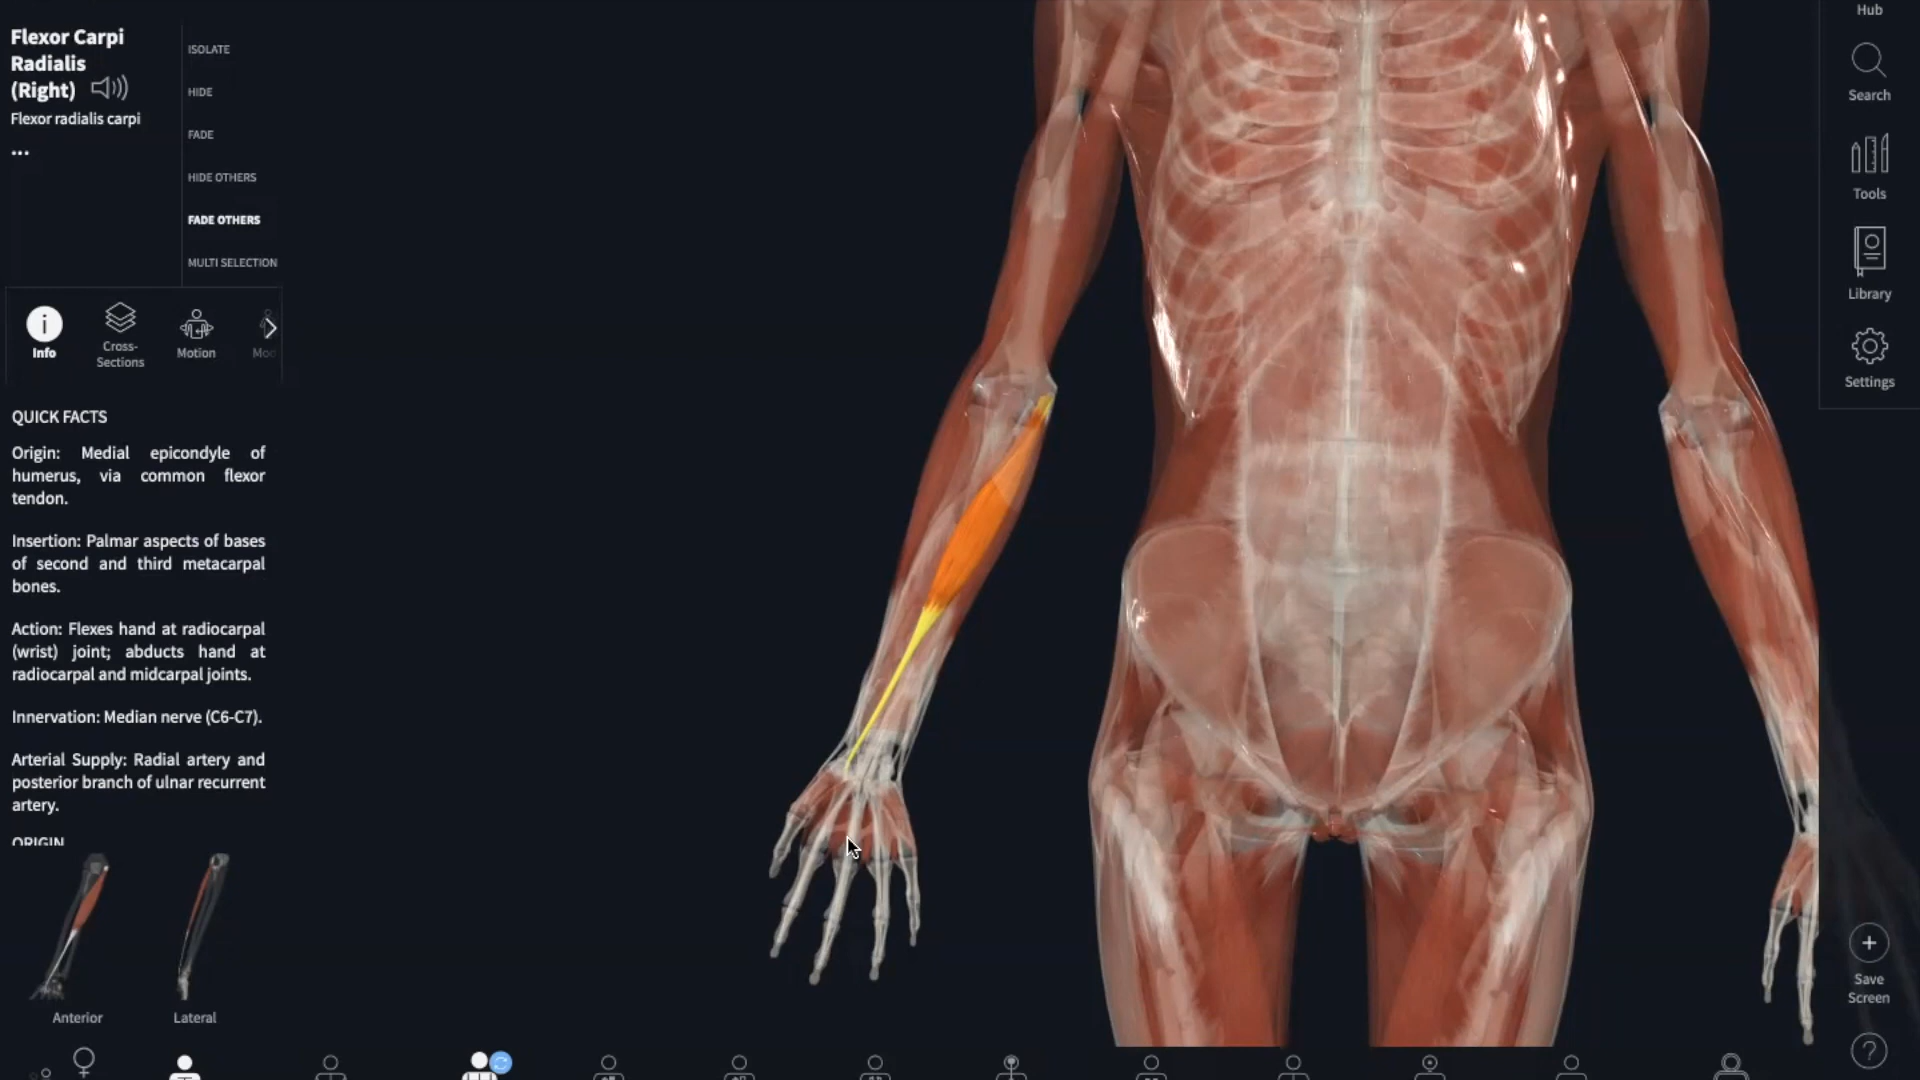 Flexor Carpi
Radialis
(Right)
Flexor radialis carpi
...
ISOLATE
HIDE
FADE
HIDE OTHERS
FADE OTHERS
MULTI SELECTION
Info
Cross-
Sections
Motion
QUICK FACTS
Origin: Medial epicondyle of
humerus, via common flexor
tendon.
Insertion: Palmar aspects of bases
of second and third metacarpal
bones.
Action: Flexes hand at radiocarpal
(wrist) joint; abducts hand at
radiocarpal and midcarpal joints.
Innervation: Median nerve (C6-C7).
Arterial Supply: Radial artery and
posterior branch of ulnar recurrent
artery.
ORIGIN
Anterior
Lateral
Hub
Search
Tools
Library
Settings
Save
Screen